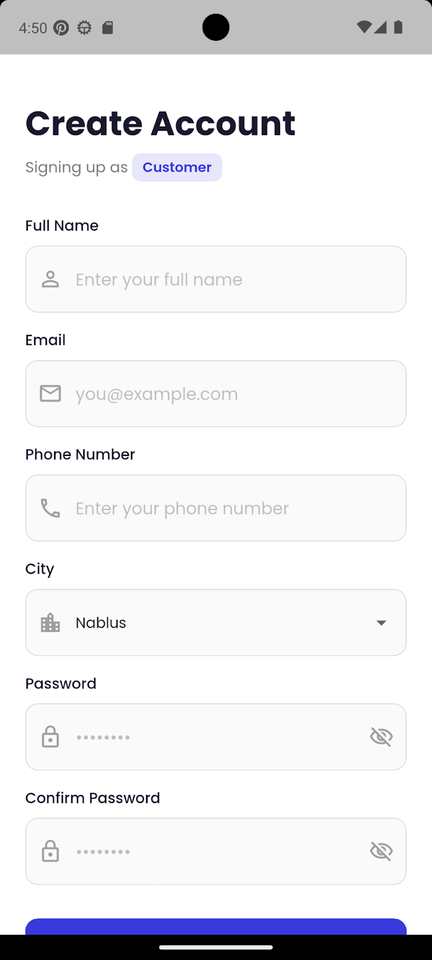 4:50
Create Account
Signing up as Customer
Full Name
Enter your full name
Email
you@example.com
Phone Number
Enter your phone number
City
Nablus
Password
••••••••
Confirm Password
••••••••